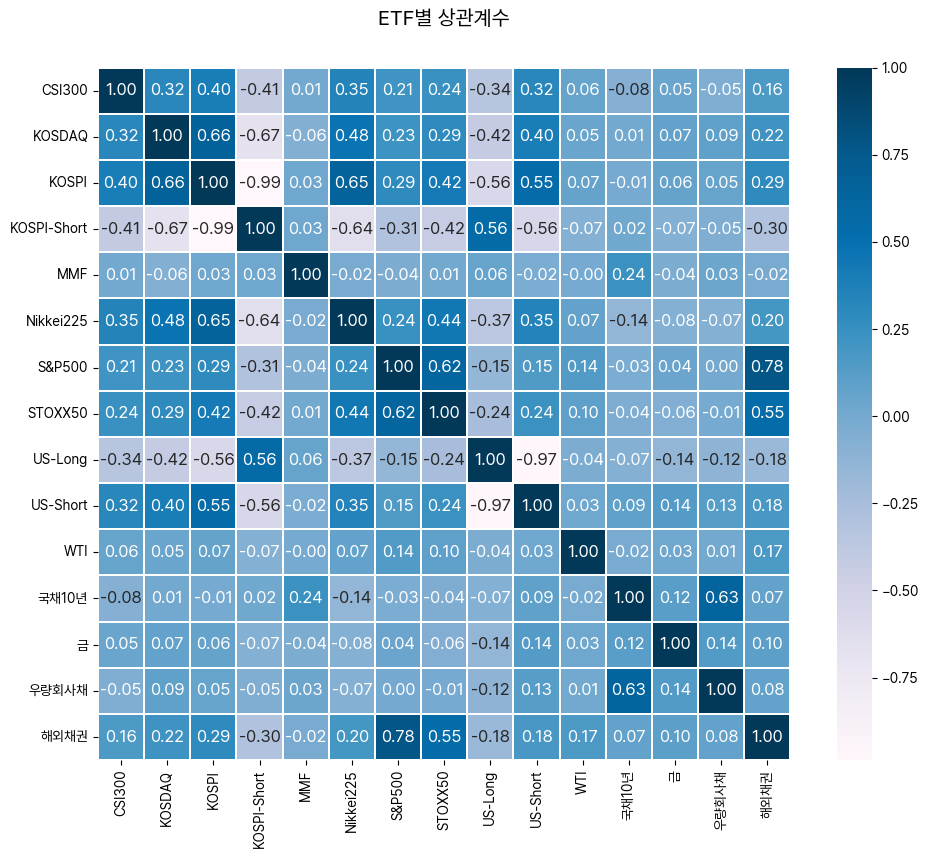 ETF별 상관계수
CSI300 1.00 0.32 0.40 -0.41 0.01 0.35 0.21 0.24 -0.34 0.32 0.06 -0.08 0.05 -0.05 0.16
KOSDAQ 0.32 1.00 0.66 -0.67 -0.06 0.48 0.23 0.29 -0.42 0.40 0.05 0.01 0.07 0.09 0.22
KOSPI 0.40 0.66 1.00 -0.99 0.03 0.65 0.29 0.42 -0.56 0.55 0.07 -0.01 0.06 0.05 0.29
KOSPI-Short -0.41 -0.67 -0.99 1.00 0.03 -0.64 -0.31 -0.42 0.56 -0.56 -0.07 0.02 -0.07 -0.05 -0.30
MMF 0.01 -0.06 0.03 0.03 1.00 -0.02 -0.04 0.01 0.06 -0.02 -0.00 0.24 -0.04 0.03 -0.02
Nikkei225 0.35 0.48 0.65 -0.64 -0.02 1.00 0.24 0.44 -0.37 0.35 0.07 -0.14 -0.08 -0.07 0.20
S&P500 0.21 0.23 0.29 -0.31 -0.04 0.24 1.00 0.62 -0.15 0.15 0.14 -0.03 0.04 0.00 0.78
STOXX50 0.24 0.29 0.42 -0.42 0.01 0.44 0.62 1.00 -0.24 0.24 0.10 -0.04 -0.06 -0.01 0.55
US-Long -0.34 -0.42 -0.56 0.56 0.06 -0.37 -0.15 -0.24 1.00 -0.97 -0.04 -0.07 -0.14 -0.12 -0.18
US-Short 0.32 0.40 0.55 -0.56 -0.02 0.35 0.15 0.24 -0.97 1.00 0.03 0.09 0.14 0.13 0.18
WTI 0.06 0.05 0.07 -0.07 -0.00 0.07 0.14 0.10 -0.04 0.03 1.00 -0.02 0.03 0.01 0.17
국채10년 -0.08 0.01 -0.01 0.02 0.24 -0.14 -0.03 -0.04 -0.07 0.09 -0.02 1.00 0.12 0.63 0.07
금 0.05 0.07 0.06 -0.07 -0.04 -0.08 0.04 -0.06 -0.14 0.14 0.03 0.12 1.00 0.14 0.10
우량회사채 -0.05 0.09 0.05 -0.05 0.03 -0.07 0.00 -0.01 -0.12 0.13 0.01 0.63 0.14 1.00 0.08
해외채권 0.16 0.22 0.29 -0.30 -0.02 0.20 0.78 0.55 -0.18 0.18 0.17 0.07 0.10 0.08 1.00
CSI300 KOSDAQ KOSPI KOSPI-Short MMF Nikkei225 S&P500 STOXX50 US-Long US-Short WTI 국채10년 금 우량회사채 해외채권
1.00
0.75
0.50
0.25
0.00
−0.25
−0.50
−0.75